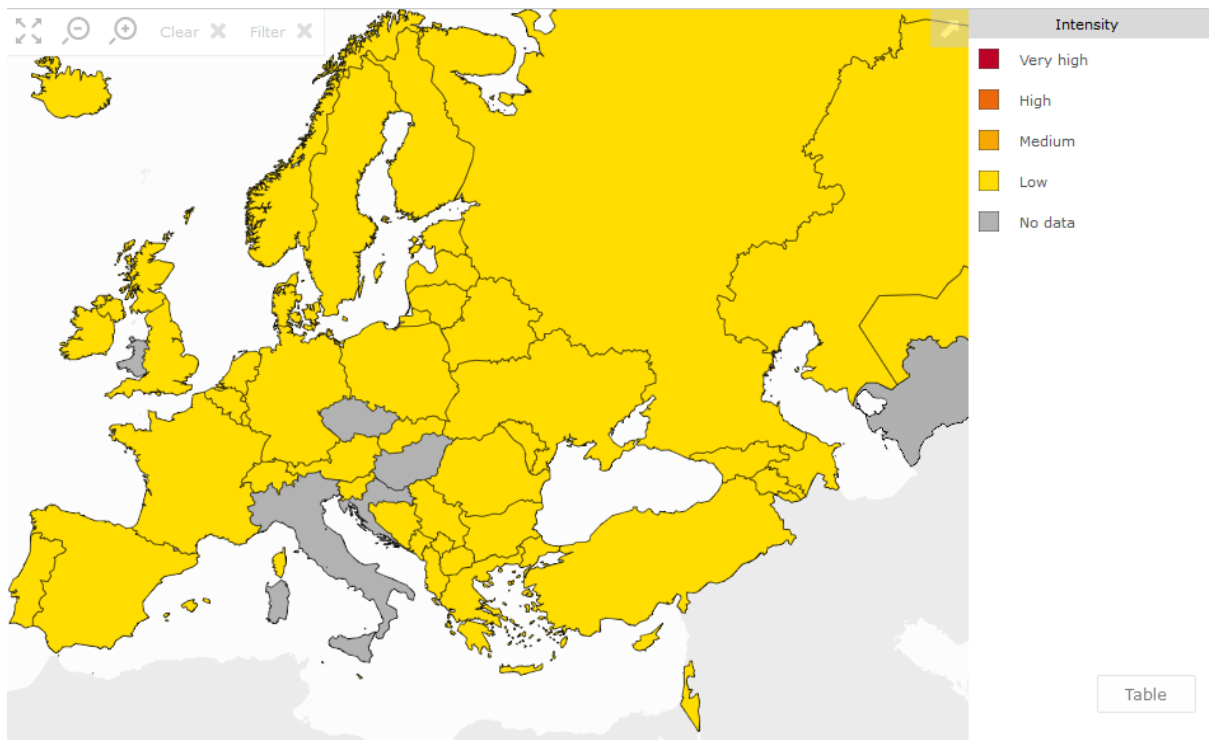 Clear
Filter
Intensity
Very high
High
Medium
Low
No data
Table